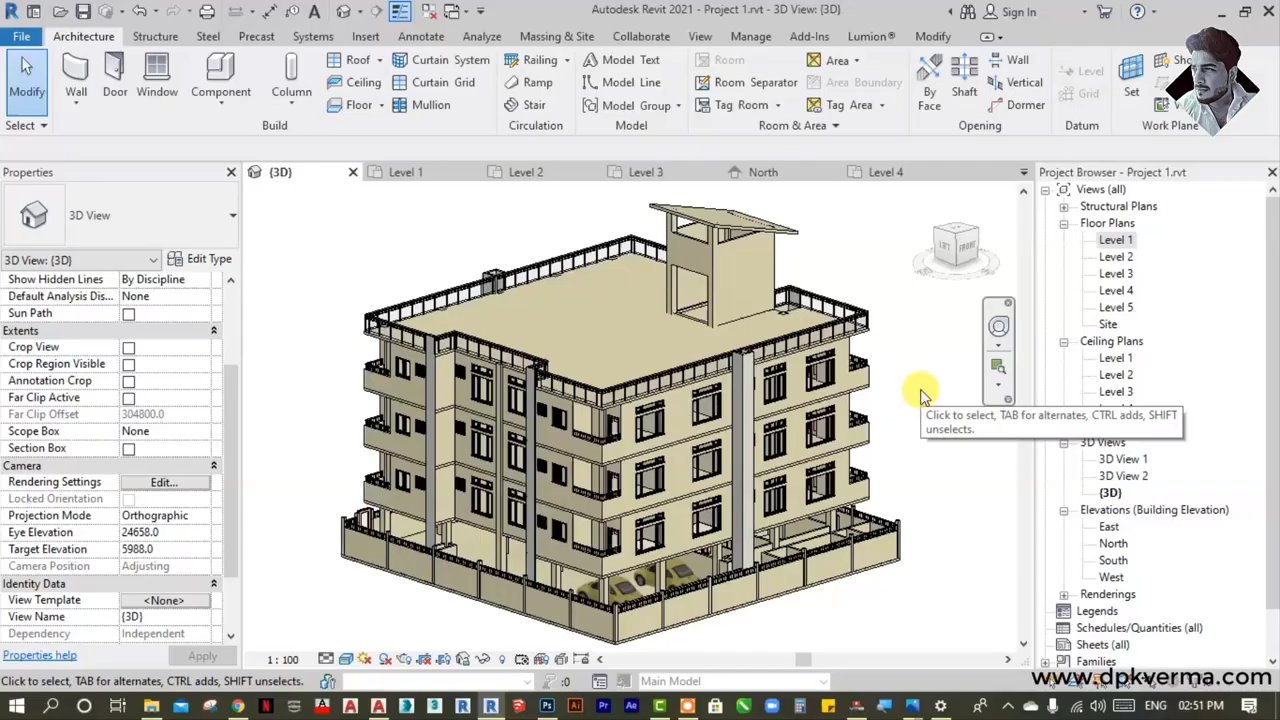 Autodesk Revit 2021 - Project 1.rvt - 3D View: {3D}
Sign In
File Architecture Structure Steel Precast Systems Insert Annotate Analyze Massing & Site Collaborate View Manage Add-Ins Lumion® Modify
Modify
Wall
Door
Window
Component
Column
Roof
Ceiling
Floor
Curtain System
Curtain Grid
Mullion
Railing
Ramp
Stair
Model Text
Model Line
Model Group
Room
Room Separator
Tag Room
Area
Area Boundary
Tag Area
By
Face
Shaft
Wall
Vertical
Dormer
Level
Grid
Set
Select
Build
Circulation
Model
Room & Area
Opening
Datum
Work Plane
Properties
3D View
3D View: {3D}
Edit Type
Show Hidden Lines By Discipline
Default Analysis Dis... None
Sun Path
Extents
Crop View
Crop Region Visible
Annotation Crop
Far Clip Active
Far Clip Offset 304800.0
Scope Box None
Section Box
Camera
Rendering Settings Edit...
Locked Orientation
Projection Mode Orthographic
Eye Elevation 24658.0
Target Elevation 5988.0
Camera Position Adjusting
Identity Data
View Template <None>
View Name {3D}
Dependency Independent
Properties help
Apply
{3D}
Level 1
Level 2
Level 3
North
Level 4
LEFT
FRONT
Click to select, TAB for alternates, CTRL adds, SHIFT
unselects.
1 : 100
Project Browser - Project 1.rvt
Views (all)
Structural Plans
Floor Plans
Level 1
Level 2
Level 3
Level 4
Level 5
Site
Ceiling Plans
Level 1
Level 2
Level 3
3D Views
3D View 1
3D View 2
{3D}
Elevations (Building Elevation)
East
North
South
West
Renderings
Legends
Schedules/Quantities (all)
Sheets (all)
Families
www.dpkverma.com
Click to select, TAB for alternates, CTRL adds, SHIFT unselects.
:0
Main Model
ENG
02:51 PM